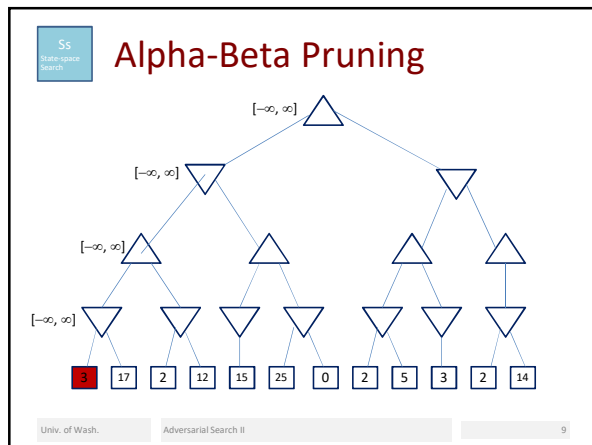 Ss
State-space
Search
Alpha-Beta Pruning
[−∞, ∞]
[−∞, ∞]
[−∞, ∞]
[−∞, ∞]
3 17 2 12 15 25 0 2 5 3 2 14
Univ. of Wash. Adversarial Search II 9